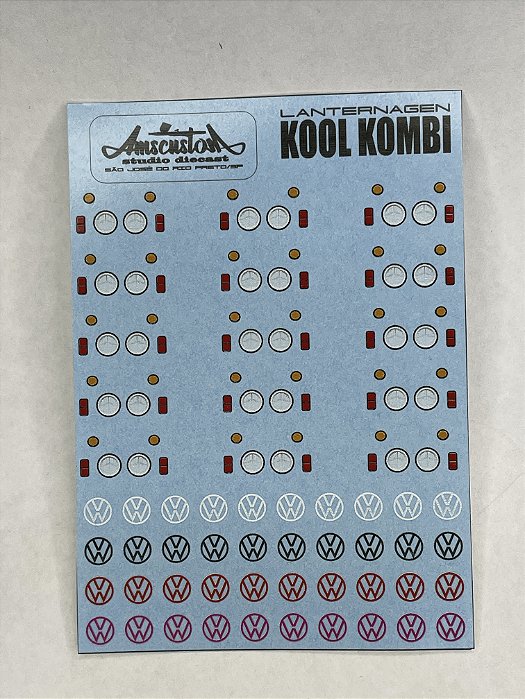 Amscustom
studio diecast
SÃO JOSÉ DO RIO PRETO/SP
LANTERNAGEN
KOOL KOMBI